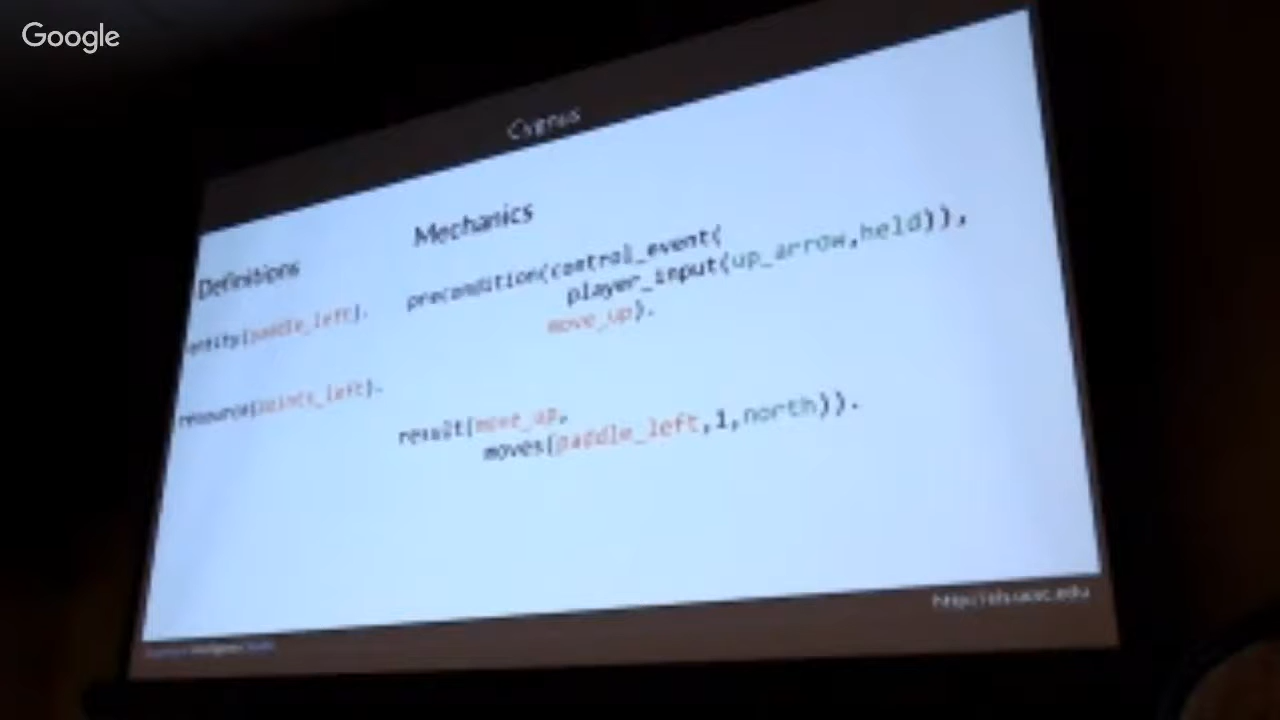 Google
Cygnus
Definitions
entity(paddle_left).
resource(points_left).
Mechanics
precondition(control_event(
player_input(up_arrow,held)),
move_up).
result(move_up,
moves(paddle_left,1,north)).